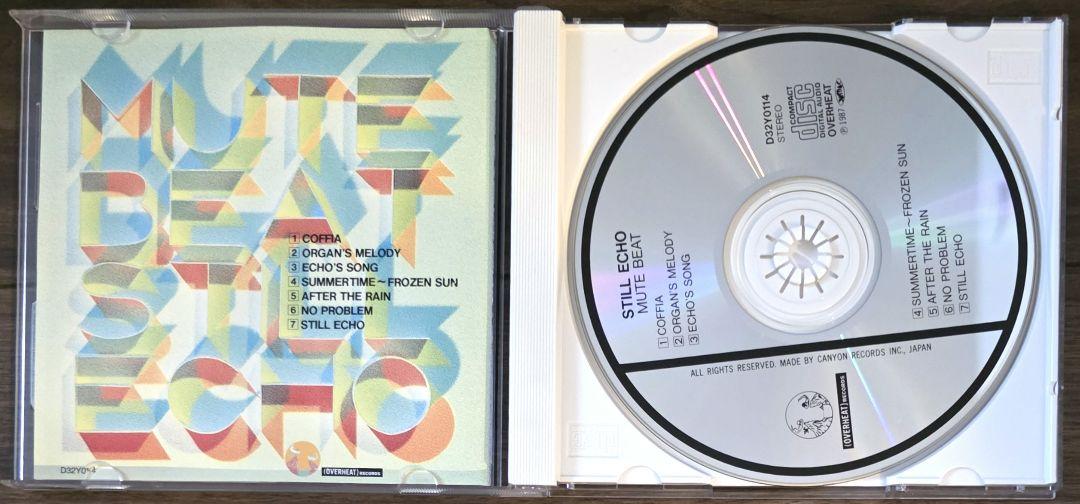 MUTE
BEAT
STILL
ECHO
1 COFFIA
2 ORGAN'S MELODY
3 ECHO'S SONG
4 SUMMERTIME~FROZEN SUN
5 AFTER THE RAIN
6 NO PROBLEM
7 STILL ECHO
(OVERHEAT) RECORDS
D32Y0114
STEREO
COMPACT
disc
DIGITAL AUDIO
OVERHEAT
℗ 1987
STILL ECHO
MUTE BEAT
1 COFFIA
2 ORGAN'S MELODY
3 ECHO'S SONG
4 SUMMERTIME~FROZEN SUN
5 AFTER THE RAIN
6 NO PROBLEM
7 STILL ECHO
ALL RIGHTS RESERVED. MADE BY CANYON RECORDS INC., JAPAN
(OVERHEAT) RECORDS